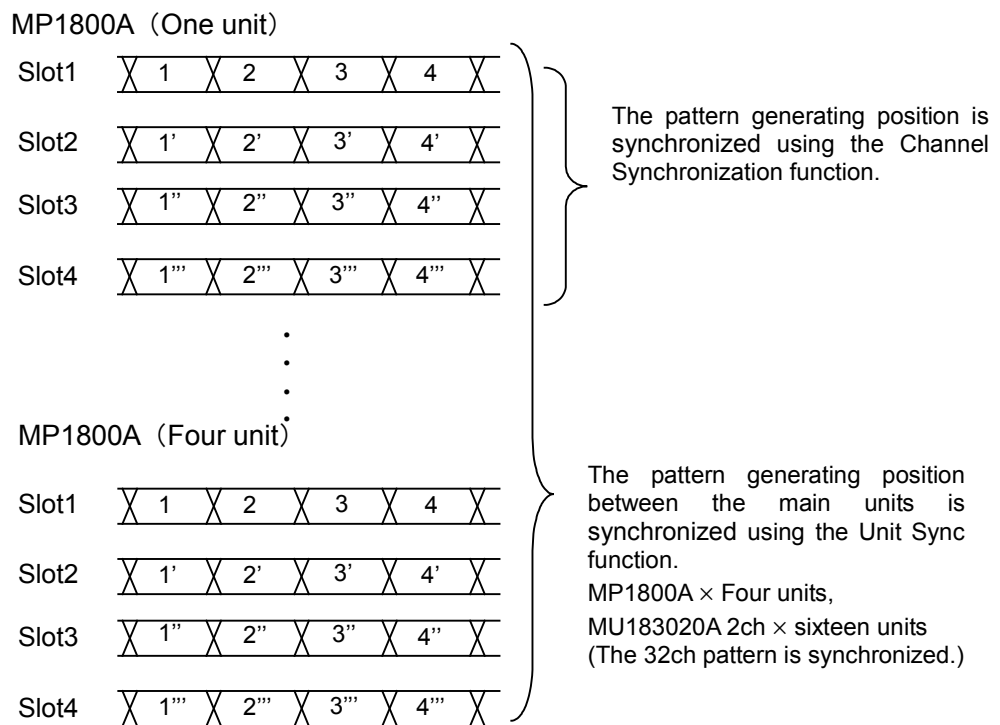 MP1800A（One unit）
Slot1 1 2 3 4
Slot2 1' 2' 3' 4'
Slot3 1'' 2'' 3'' 4''
Slot4 1''' 2''' 3''' 4'''
The pattern generating position is
synchronized using the Channel
Synchronization function.
MP1800A（Four unit）
Slot1 1 2 3 4
Slot2 1' 2' 3' 4'
Slot3 1'' 2'' 3'' 4''
Slot4 1''' 2''' 3''' 4'''
The pattern generating position
between the main units is
synchronized using the Unit Sync
function.
MP1800A × Four units,
MU183020A 2ch × sixteen units
(The 32ch pattern is synchronized.)